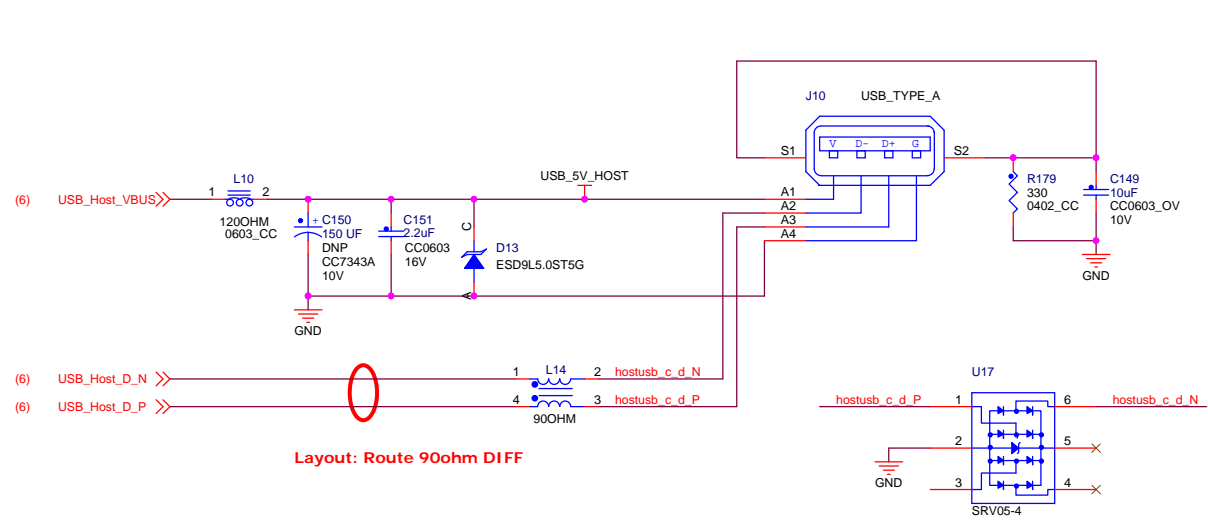 J10
USB_TYPE_A
V D- D+ G
S1
S2
R179
330
0402_CC
C149
10uF
CC0603_OV
10V
GND
USB_5V_HOST
(6) USB_Host_VBUS
1 L10 2
120OHM
0603_CC
A1
A2
A3
A4
+
C150
150 UF
DNP
CC7343A
10V
C151
2.2uF
CC0603
16V
C
D13
ESD9L5.0ST5G
A
GND
(6) USB_Host_D_N
1 L14 2 hostusb_c_d_N
(6) USB_Host_D_P
4 3 hostusb_c_d_P
90OHM
Layout: Route 90ohm DIFF
U17
hostusb_c_d_P 1 6 hostusb_c_d_N
2 5
GND
3 4
SRV05-4